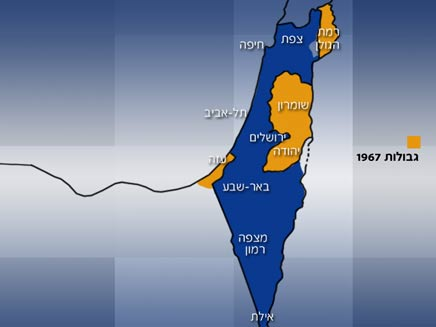 רמת
הגולן
צפת
חיפה
שומרון
תל-אביב
ירושלים
יהודה
גבולות 1967
עזה
באר-שבע
מצפה
רמון
אילת